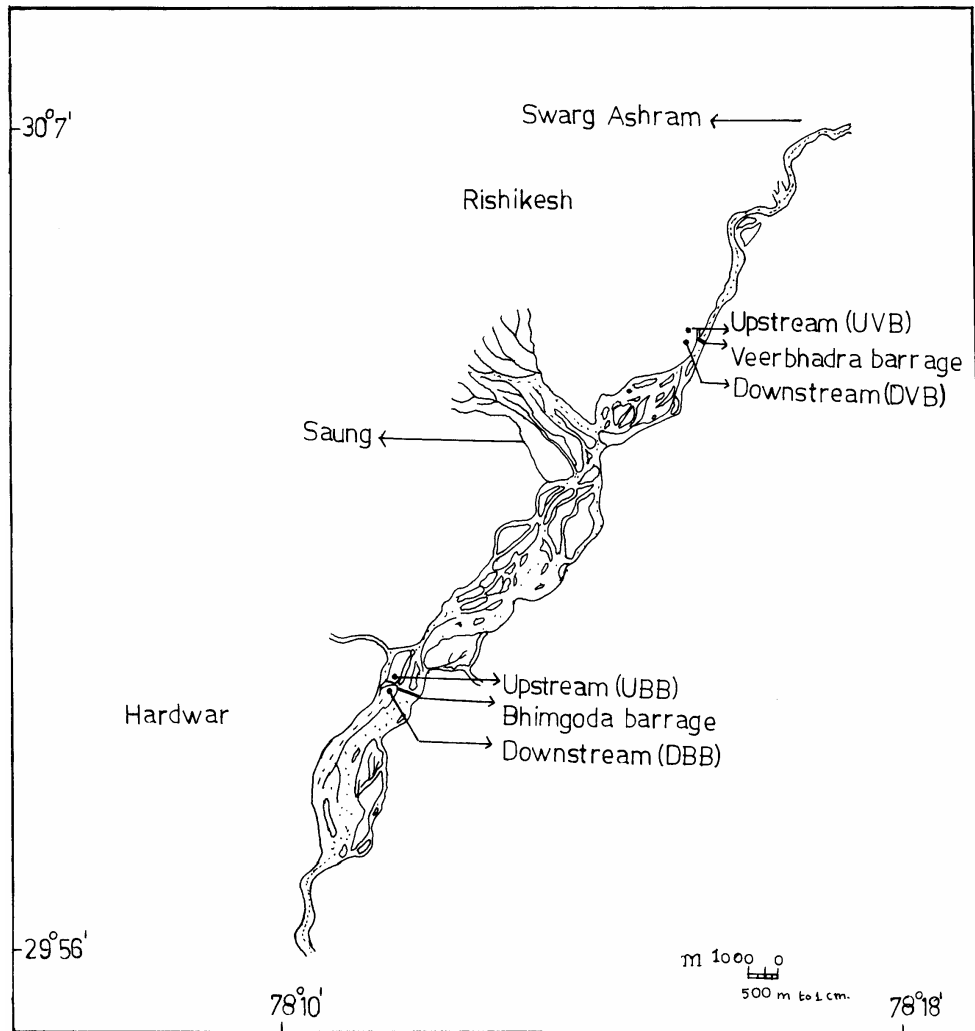 30°7'
Swarg Ashram
Rishikesh
Upstream (UVB)
Veerbhadra barrage
Downstream (DVB)
Saung
Upstream (UBB)
Bhimgoda barrage
Downstream (DBB)
Hardwar
29°56'
m 1000 0
500 m to 1 cm.
78°10'
78°18'